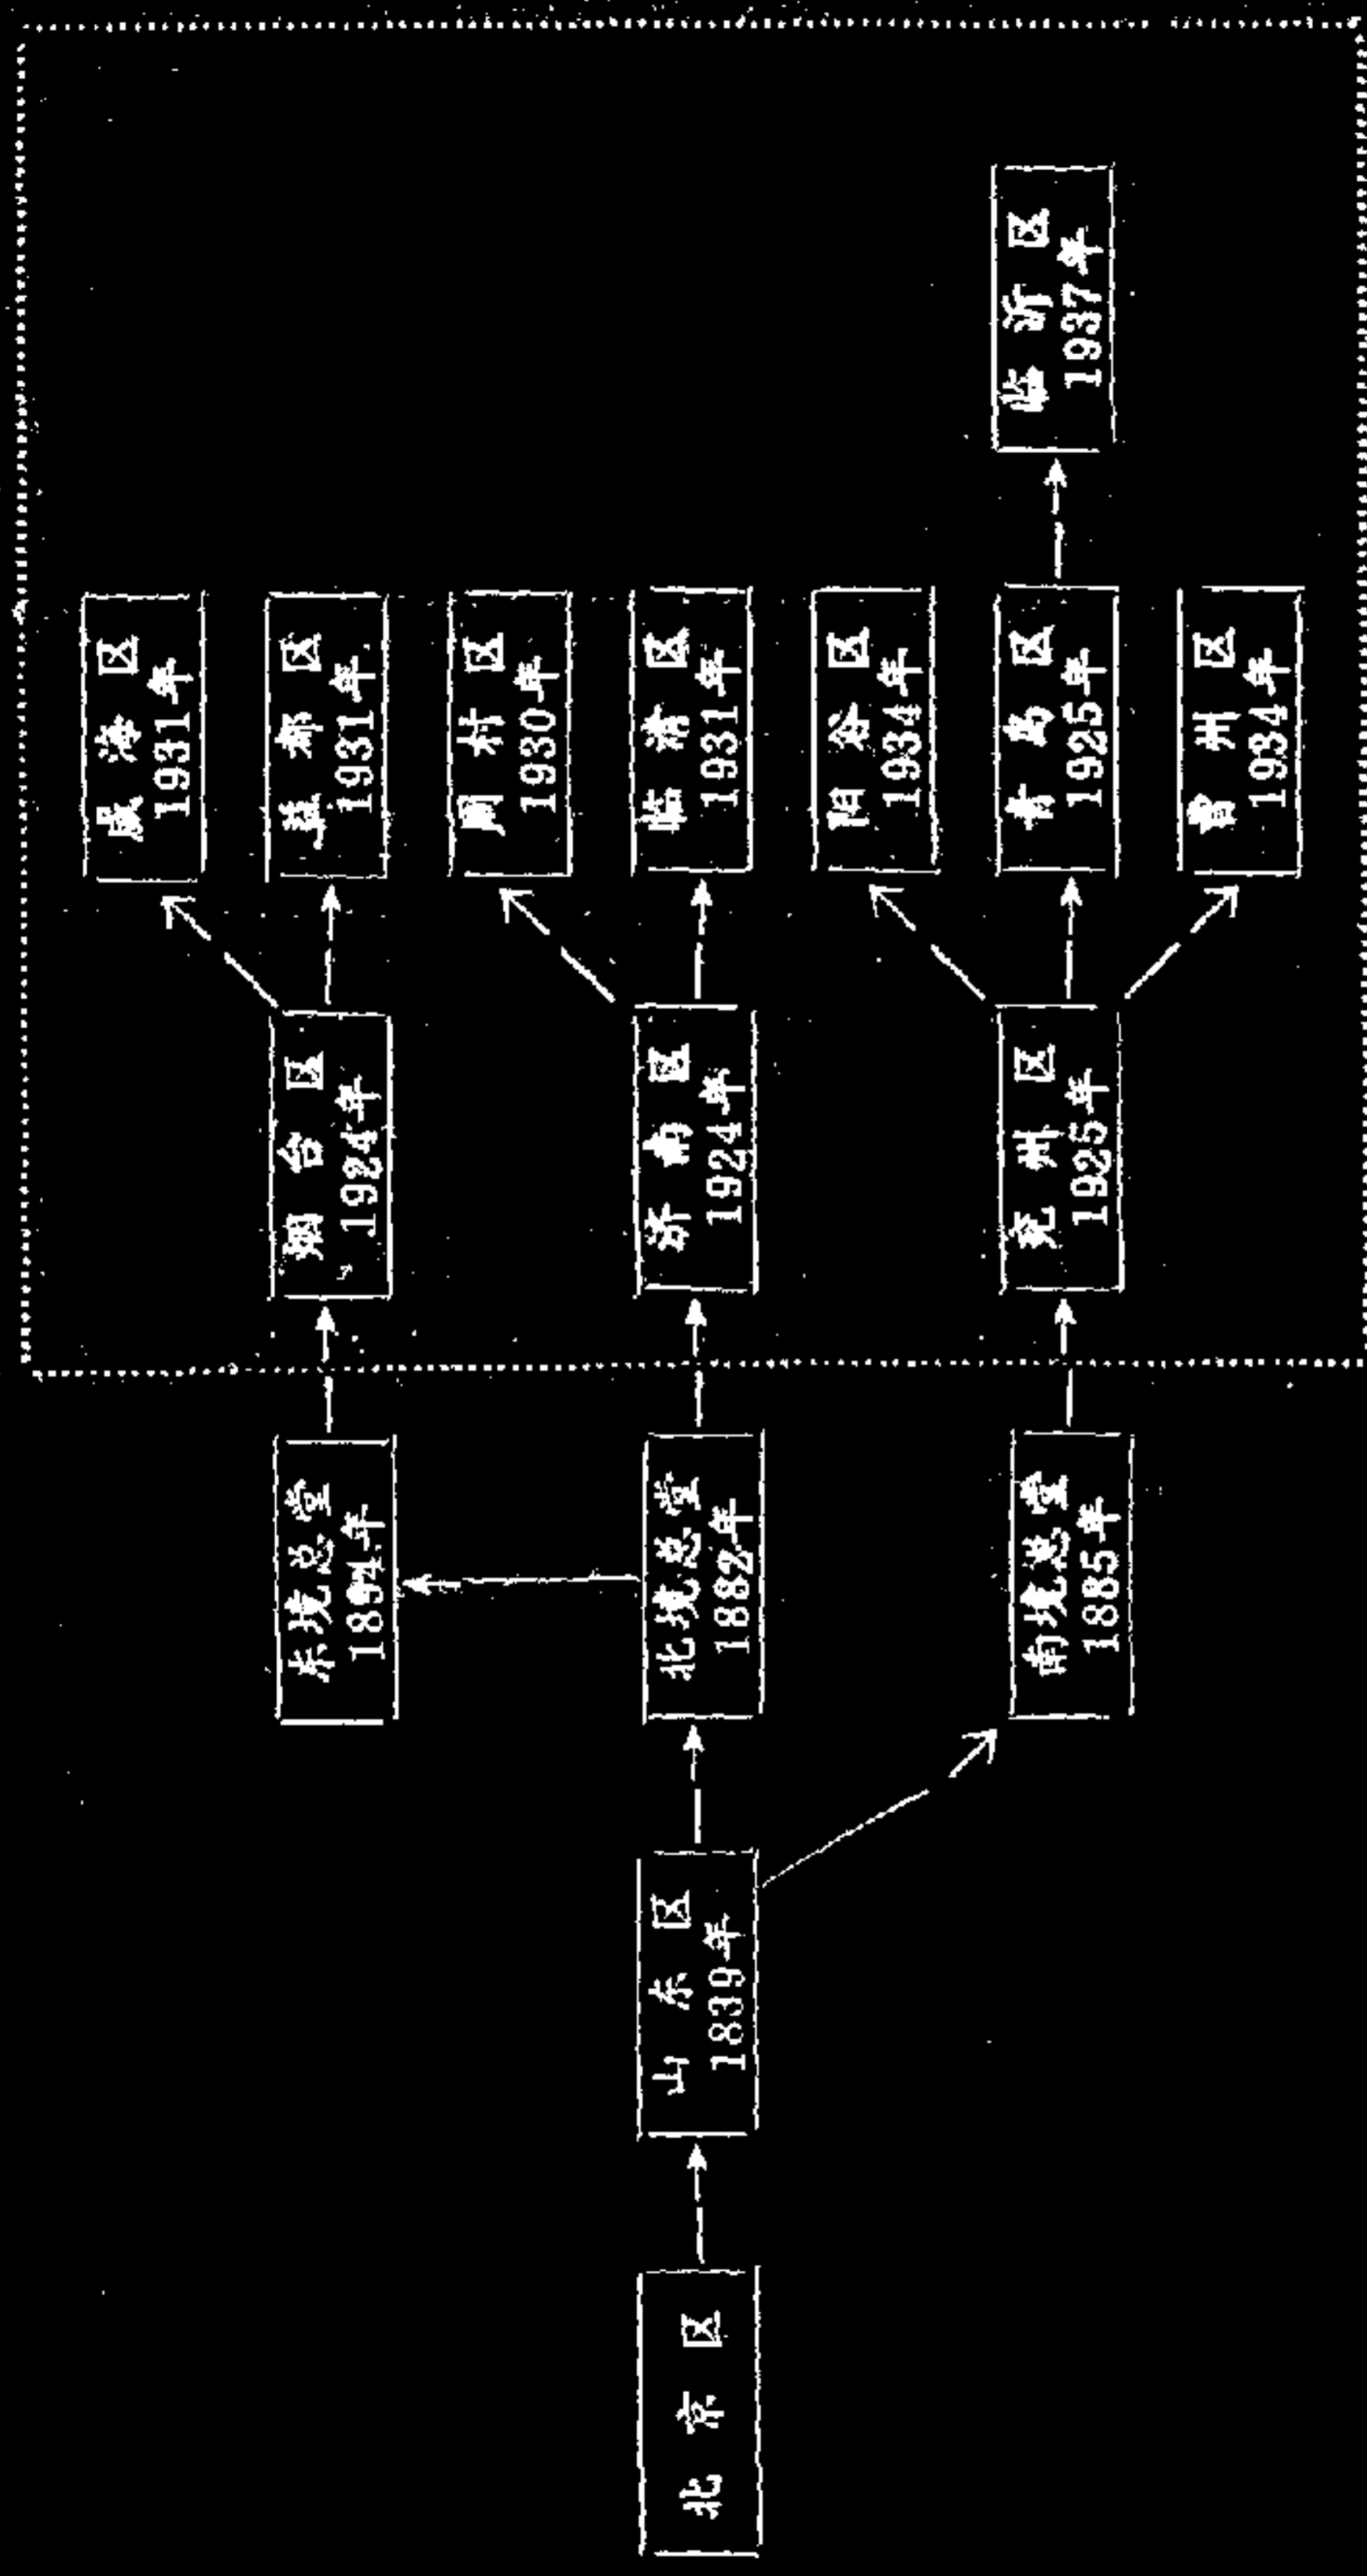 北京区
山东区
1839年
东境总堂
1894年
北境总堂
1882年
南境总堂
1885年
烟台区
1924年
济南区
1924年
兖州区
1925年
威海区
1931年
益都区
1931年
周村区
1930年
临清区
1931年
阳谷区
1934年
青岛区
1925年
曹州区
1934年
临沂区
1937年